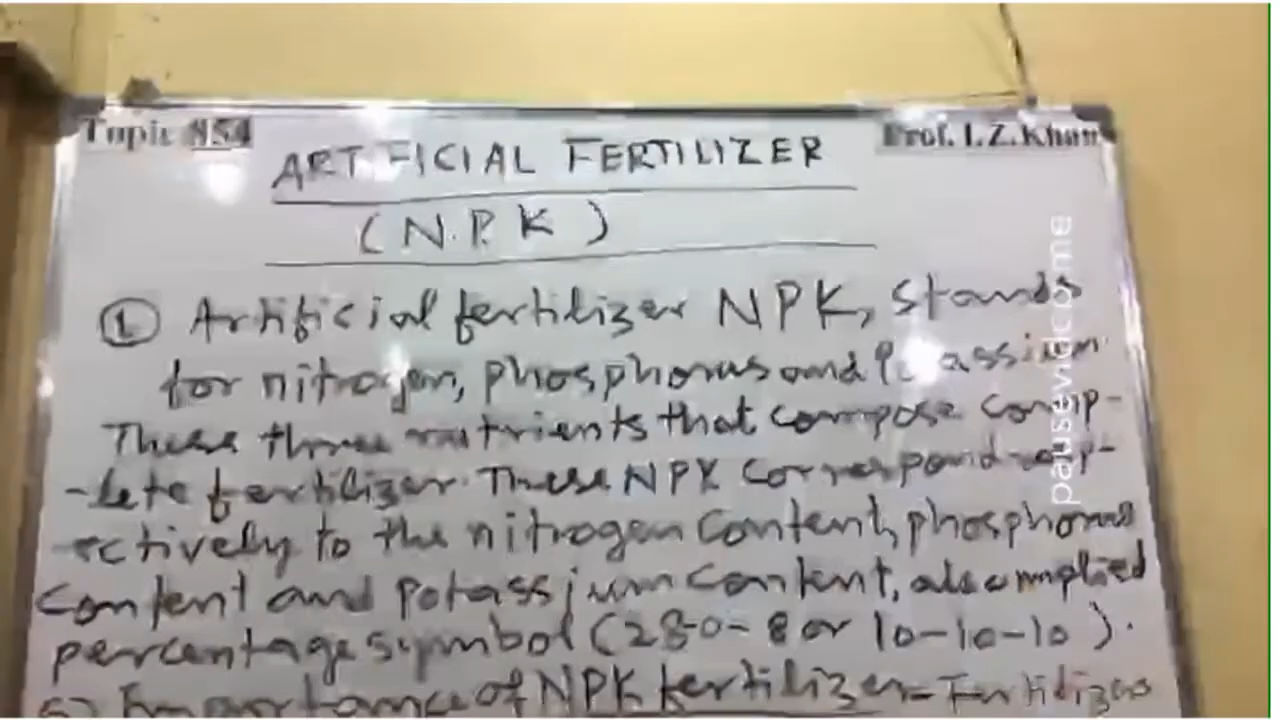 Topic 854
Prof. I.Z.Khan
ARTIFICIAL FERTILIZER
(N.P.K)
① Artificial fertilizer NPK, stands
for nitrogen, phosphorus and Potassium
These three nutrients that compose comp-
-lete fertilizer. These NPK correspond resp-
ectively to the nitrogen content, phosphorus
content and potassium content, also implied
percentage symbol (28-0-8 or 10-10-10).
Importance of NPK fertilizer - Fertilizers
pausevidcome